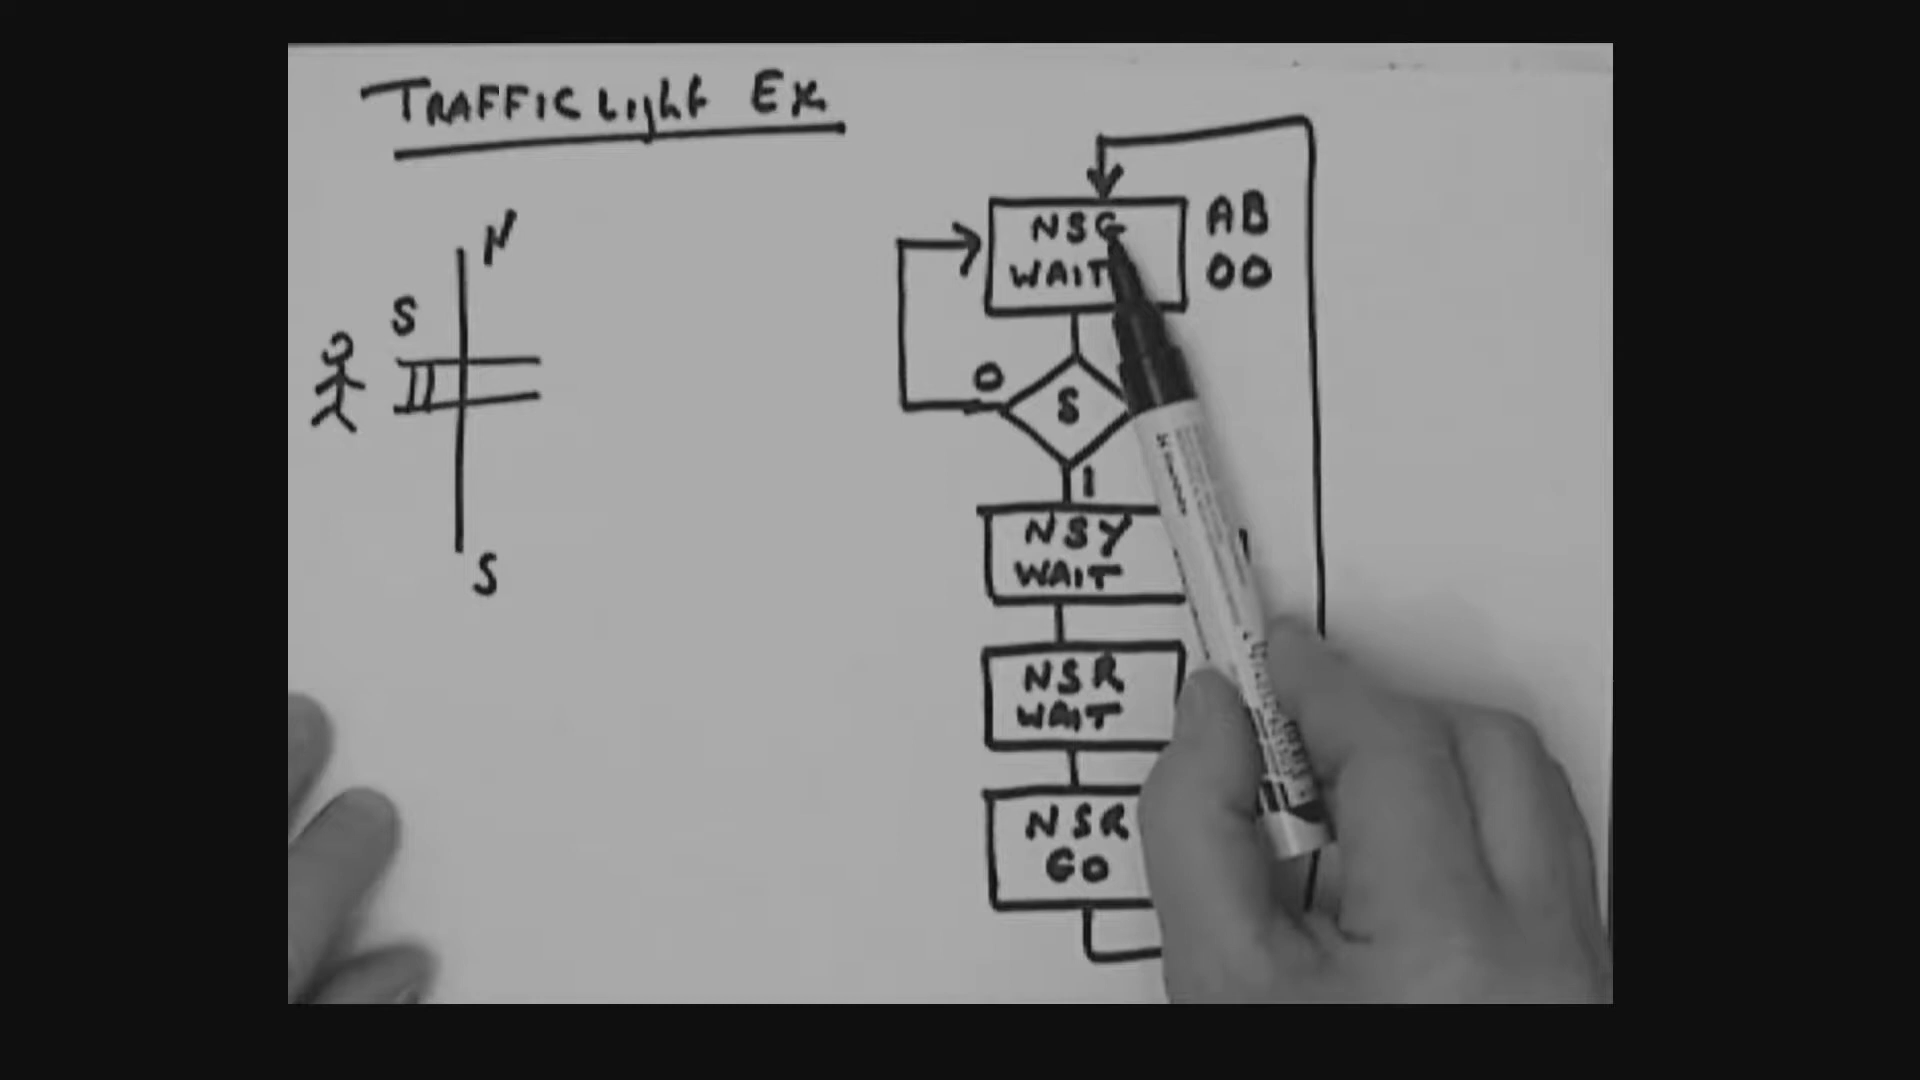 TRAFFIC LIGHT EX.
N
S
S
NSG
WAIT
AB
00
0
S
1
NSY
WAIT
NSR
WAIT
NSR
GO